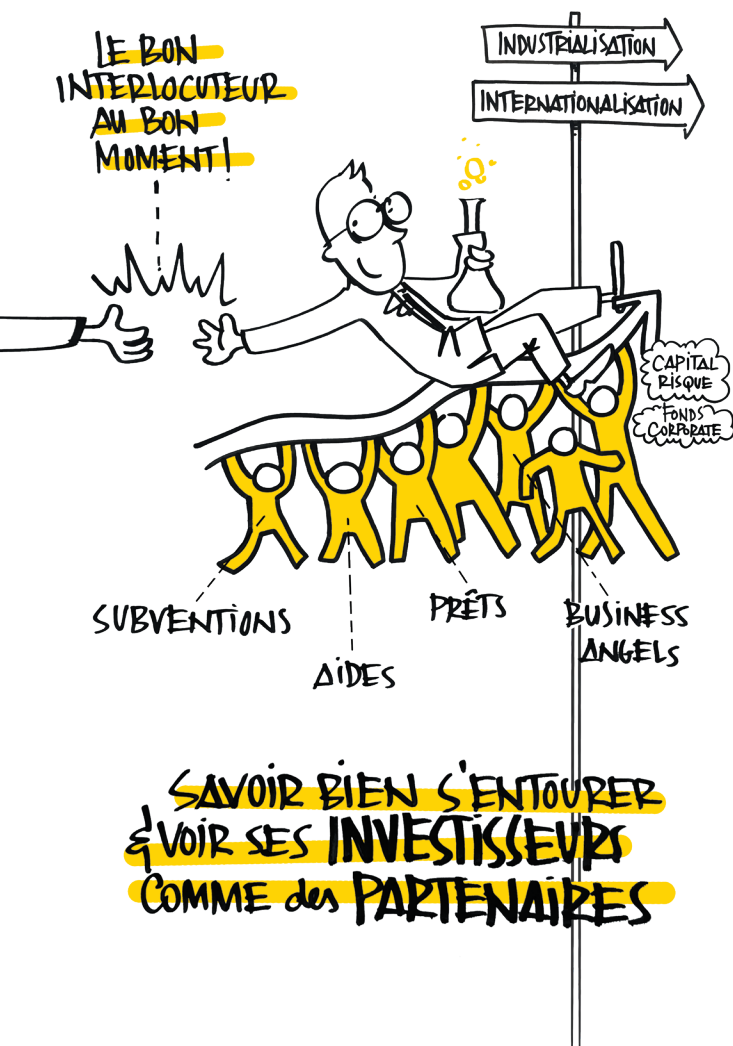 LE BON
INTERLOCUTEUR
AU BON
MOMENT!
INDUSTRIALISATION
INTERNATIONALISATION
CAPITAL
RISQUE
FONDS
CORPORATE
SUBVENTIONS
AIDES
PRÊTS
BUSINESS
ANGELS
SAVOIR BIEN S'ENTOURER
& VOIR SES INVESTISSEURS
COMME des PARTENAIRES